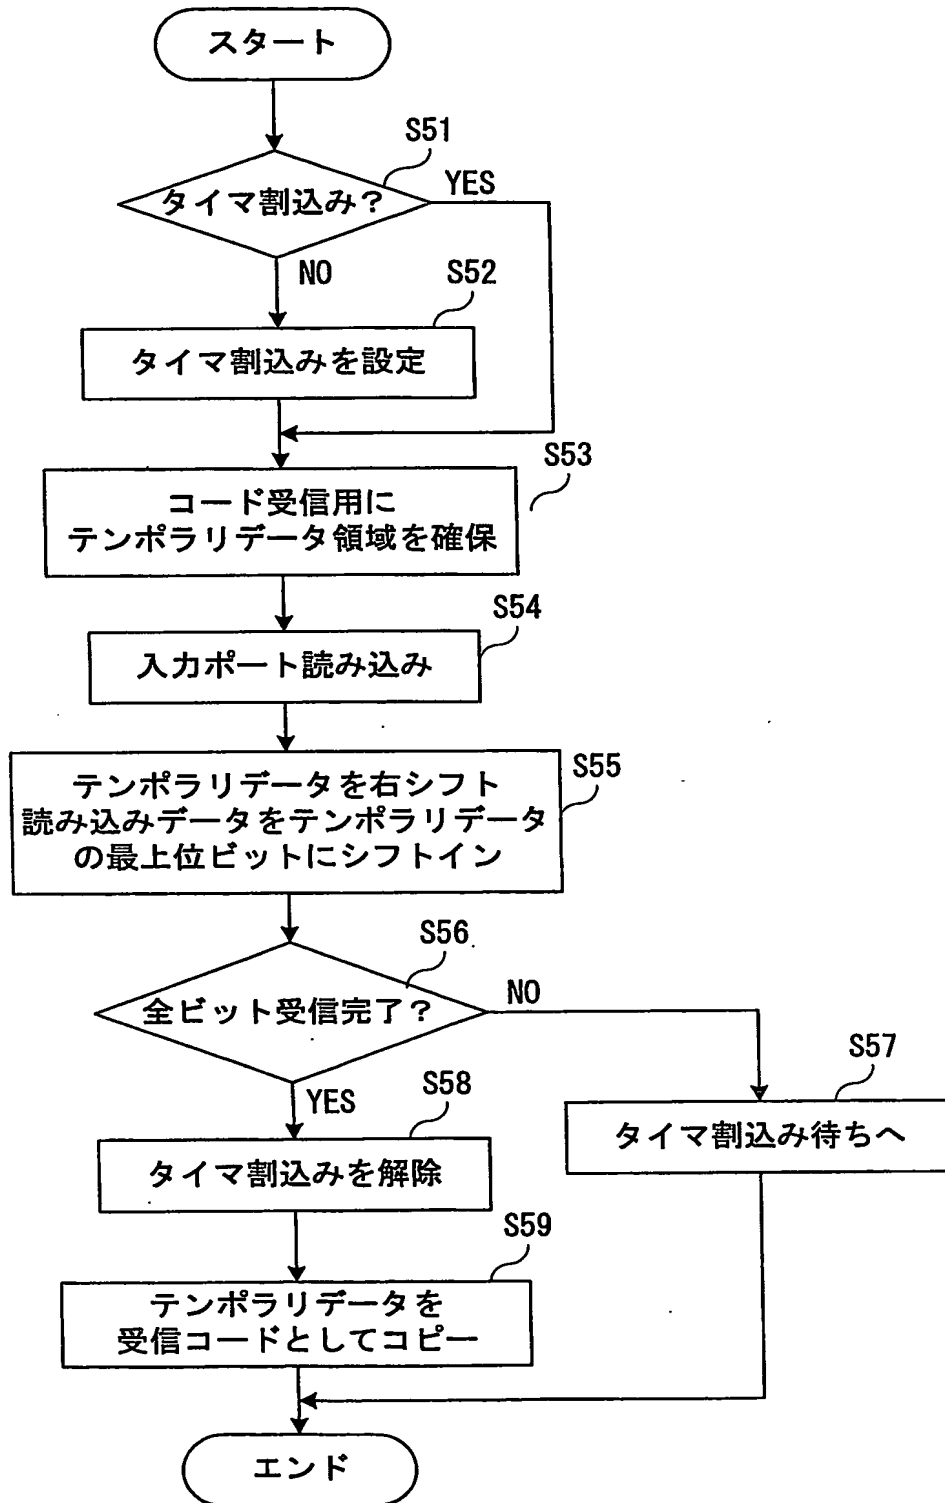 スタート
S51
タイマ割込み?
YES
NO
S52
タイマ割込みを設定
S53
コード受信用に
テンポラリデータ領域を確保
S54
入力ポート読み込み
S55
テンポラリデータを右シフト
読み込みデータをテンポラリデータ
の最上位ビットにシフトイン
S56
全ビット受信完了?
NO
YES
S57
タイマ割込み待ちへ
S58
タイマ割込みを解除
S59
テンポラリデータを
受信コードとしてコピー
エンド